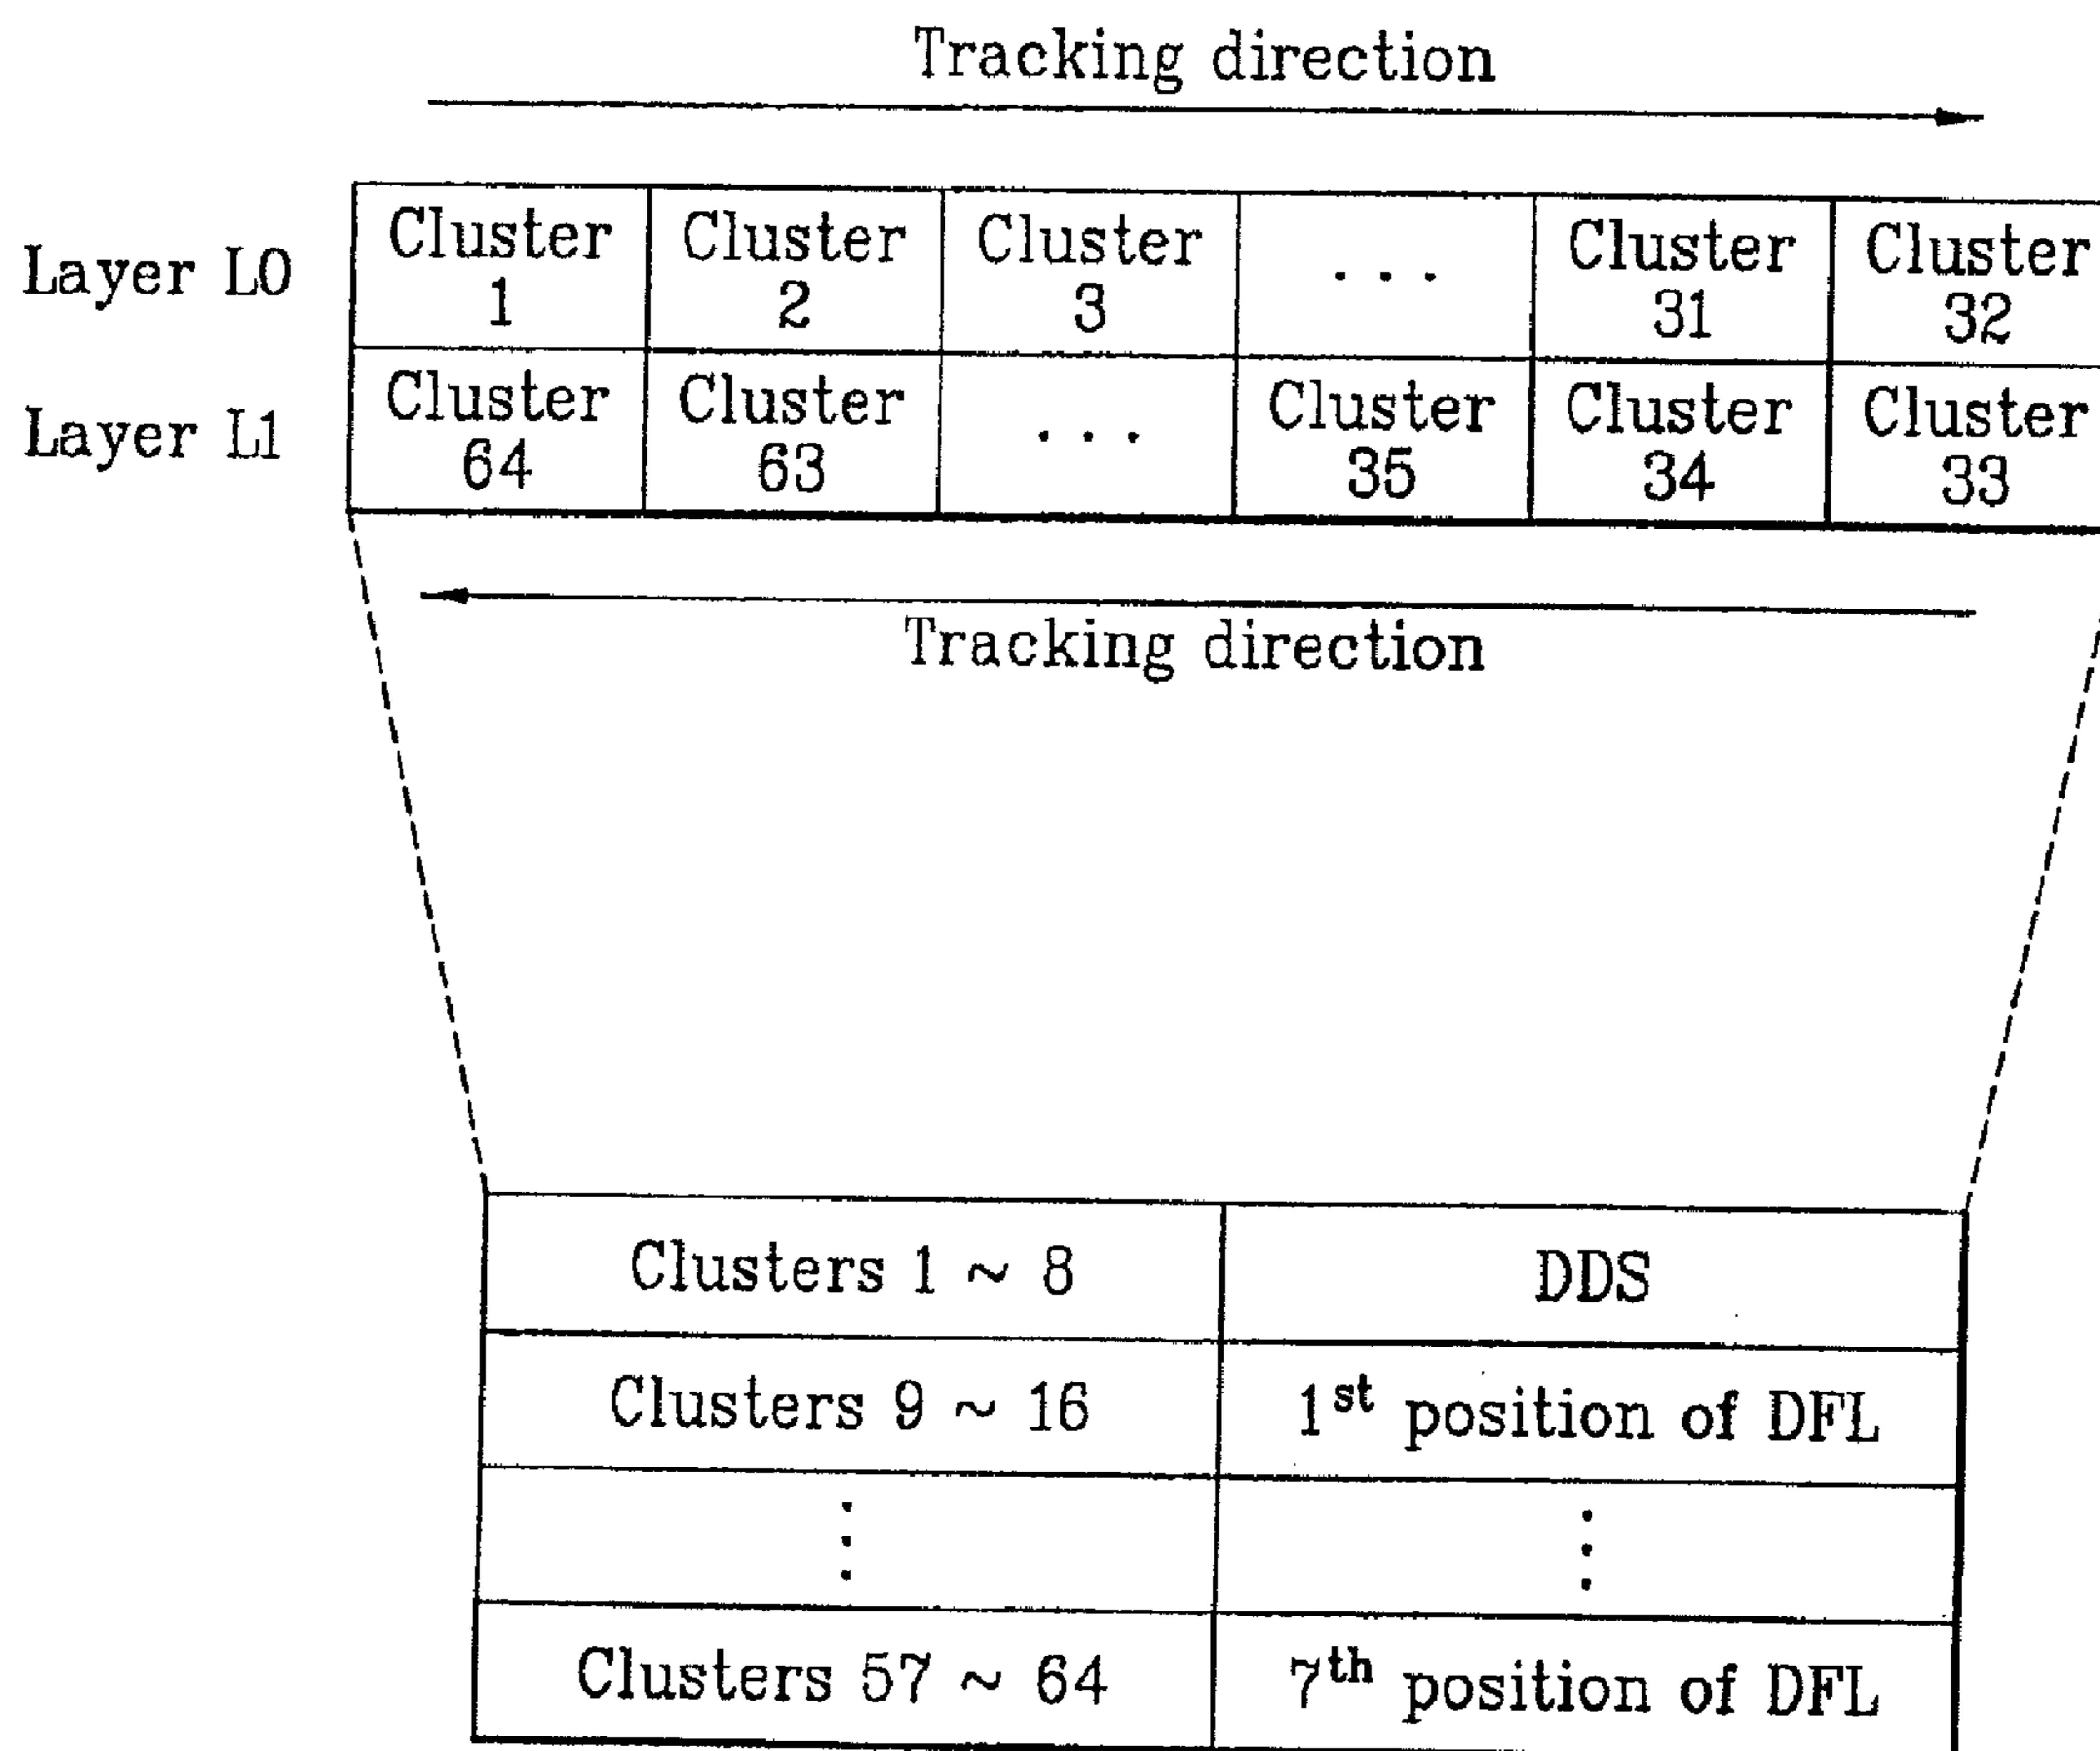 Tracking direction
Layer L0
Cluster 1
Cluster 2
Cluster 3
...
Cluster 31
Cluster 32
Layer L1
Cluster 64
Cluster 63
...
Cluster 35
Cluster 34
Cluster 33
Tracking direction
Clusters 1 ~ 8
DDS
Clusters 9 ~ 16
1st position of DFL
⋮
⋮
Clusters 57 ~ 64
7th position of DFL